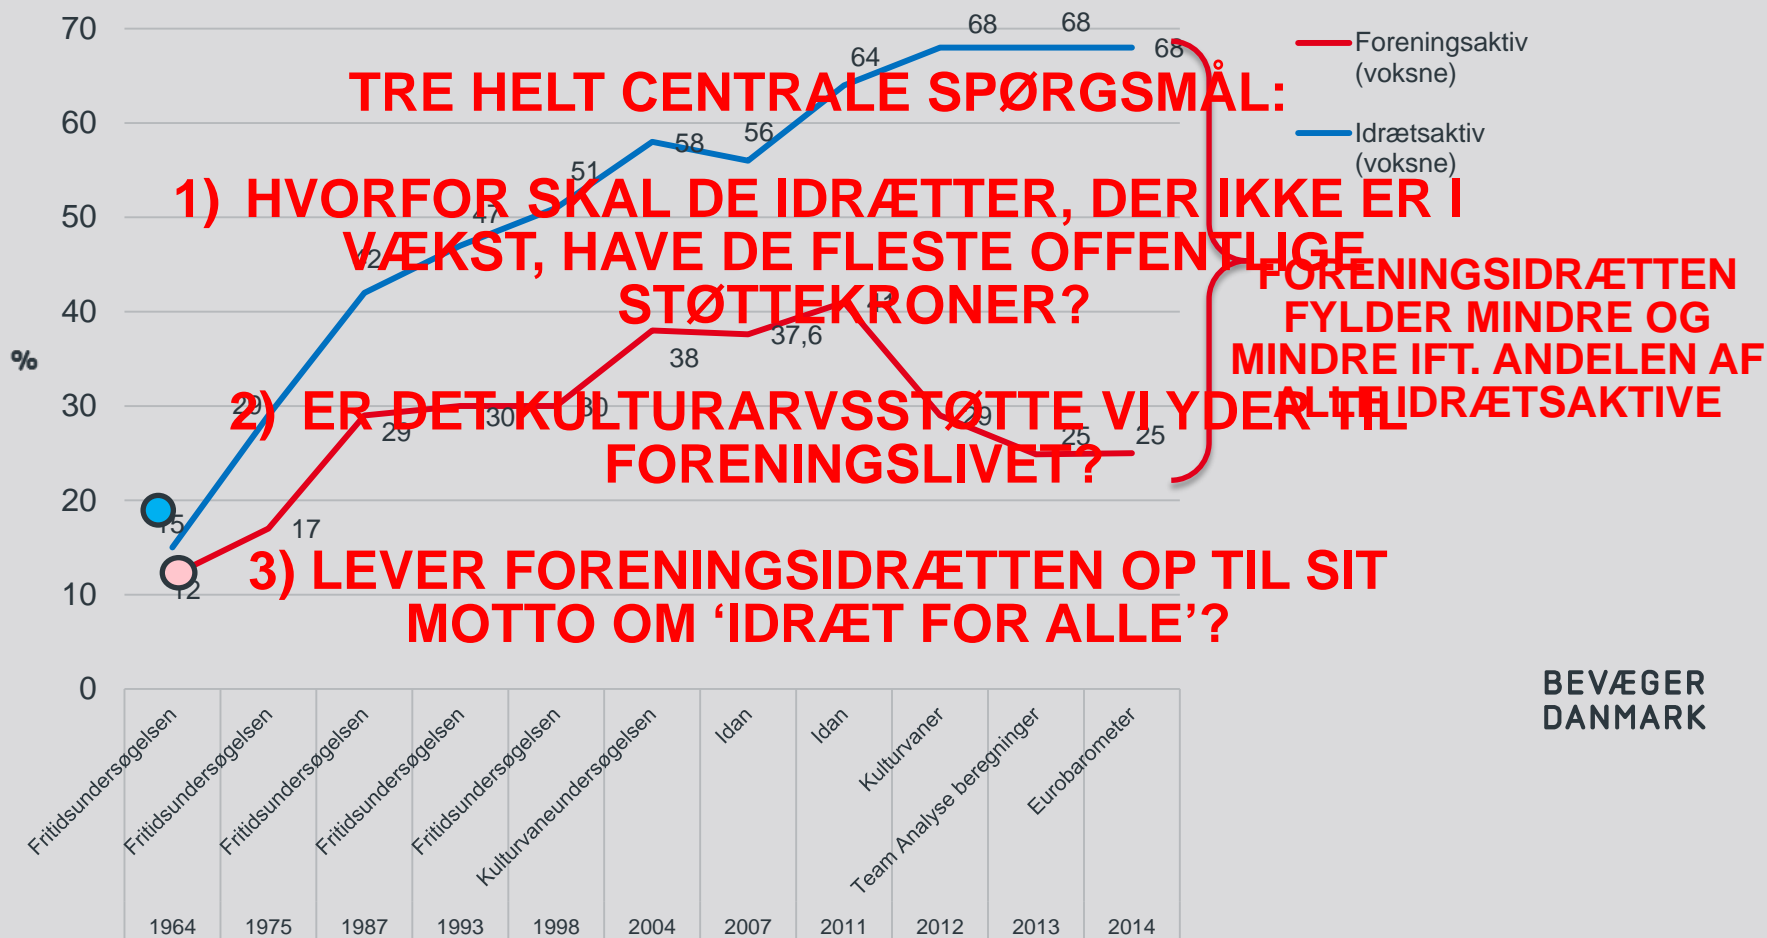 TRE HELT CENTRALE SPØRGSMÅL:
1) HVORFOR SKAL DE IDRÆTTER, DER IKKE ER I
VÆKST, HAVE DE FLESTE OFFENTLIGE
STØTTEKRONER?
2) ER DET KULTURARVSSTØTTE VI YDER TIL
FORENINGSLIVET?
3) LEVER FORENINGSIDRÆTTEN OP TIL SIT
MOTTO OM ‘IDRÆT FOR ALLE’?
Foreningsaktiv
(voksne)
Idrætsaktiv
(voksne)
FORENINGSIDRÆTTEN
FYLDER MINDRE OG
MINDRE IFT. ANDELEN AF
ALLE IDRÆTSAKTIVE
%
70
60
50
40
30
20
10
0
15
29
42
47
51
58
56
64
68
68
68
12
17
29
30
30
38
37,6
41
29
25
25
Fritidsundersøgelsen
Fritidsundersøgelsen
Fritidsundersøgelsen
Fritidsundersøgelsen
Fritidsundersøgelsen
Kulturvaneundersøgelsen
Idan
Idan
Kulturvaner
Team Analyse beregninger
Eurobarometer
1964
1975
1987
1993
1998
2004
2007
2011
2012
2013
2014
BEVÆGER
DANMARK